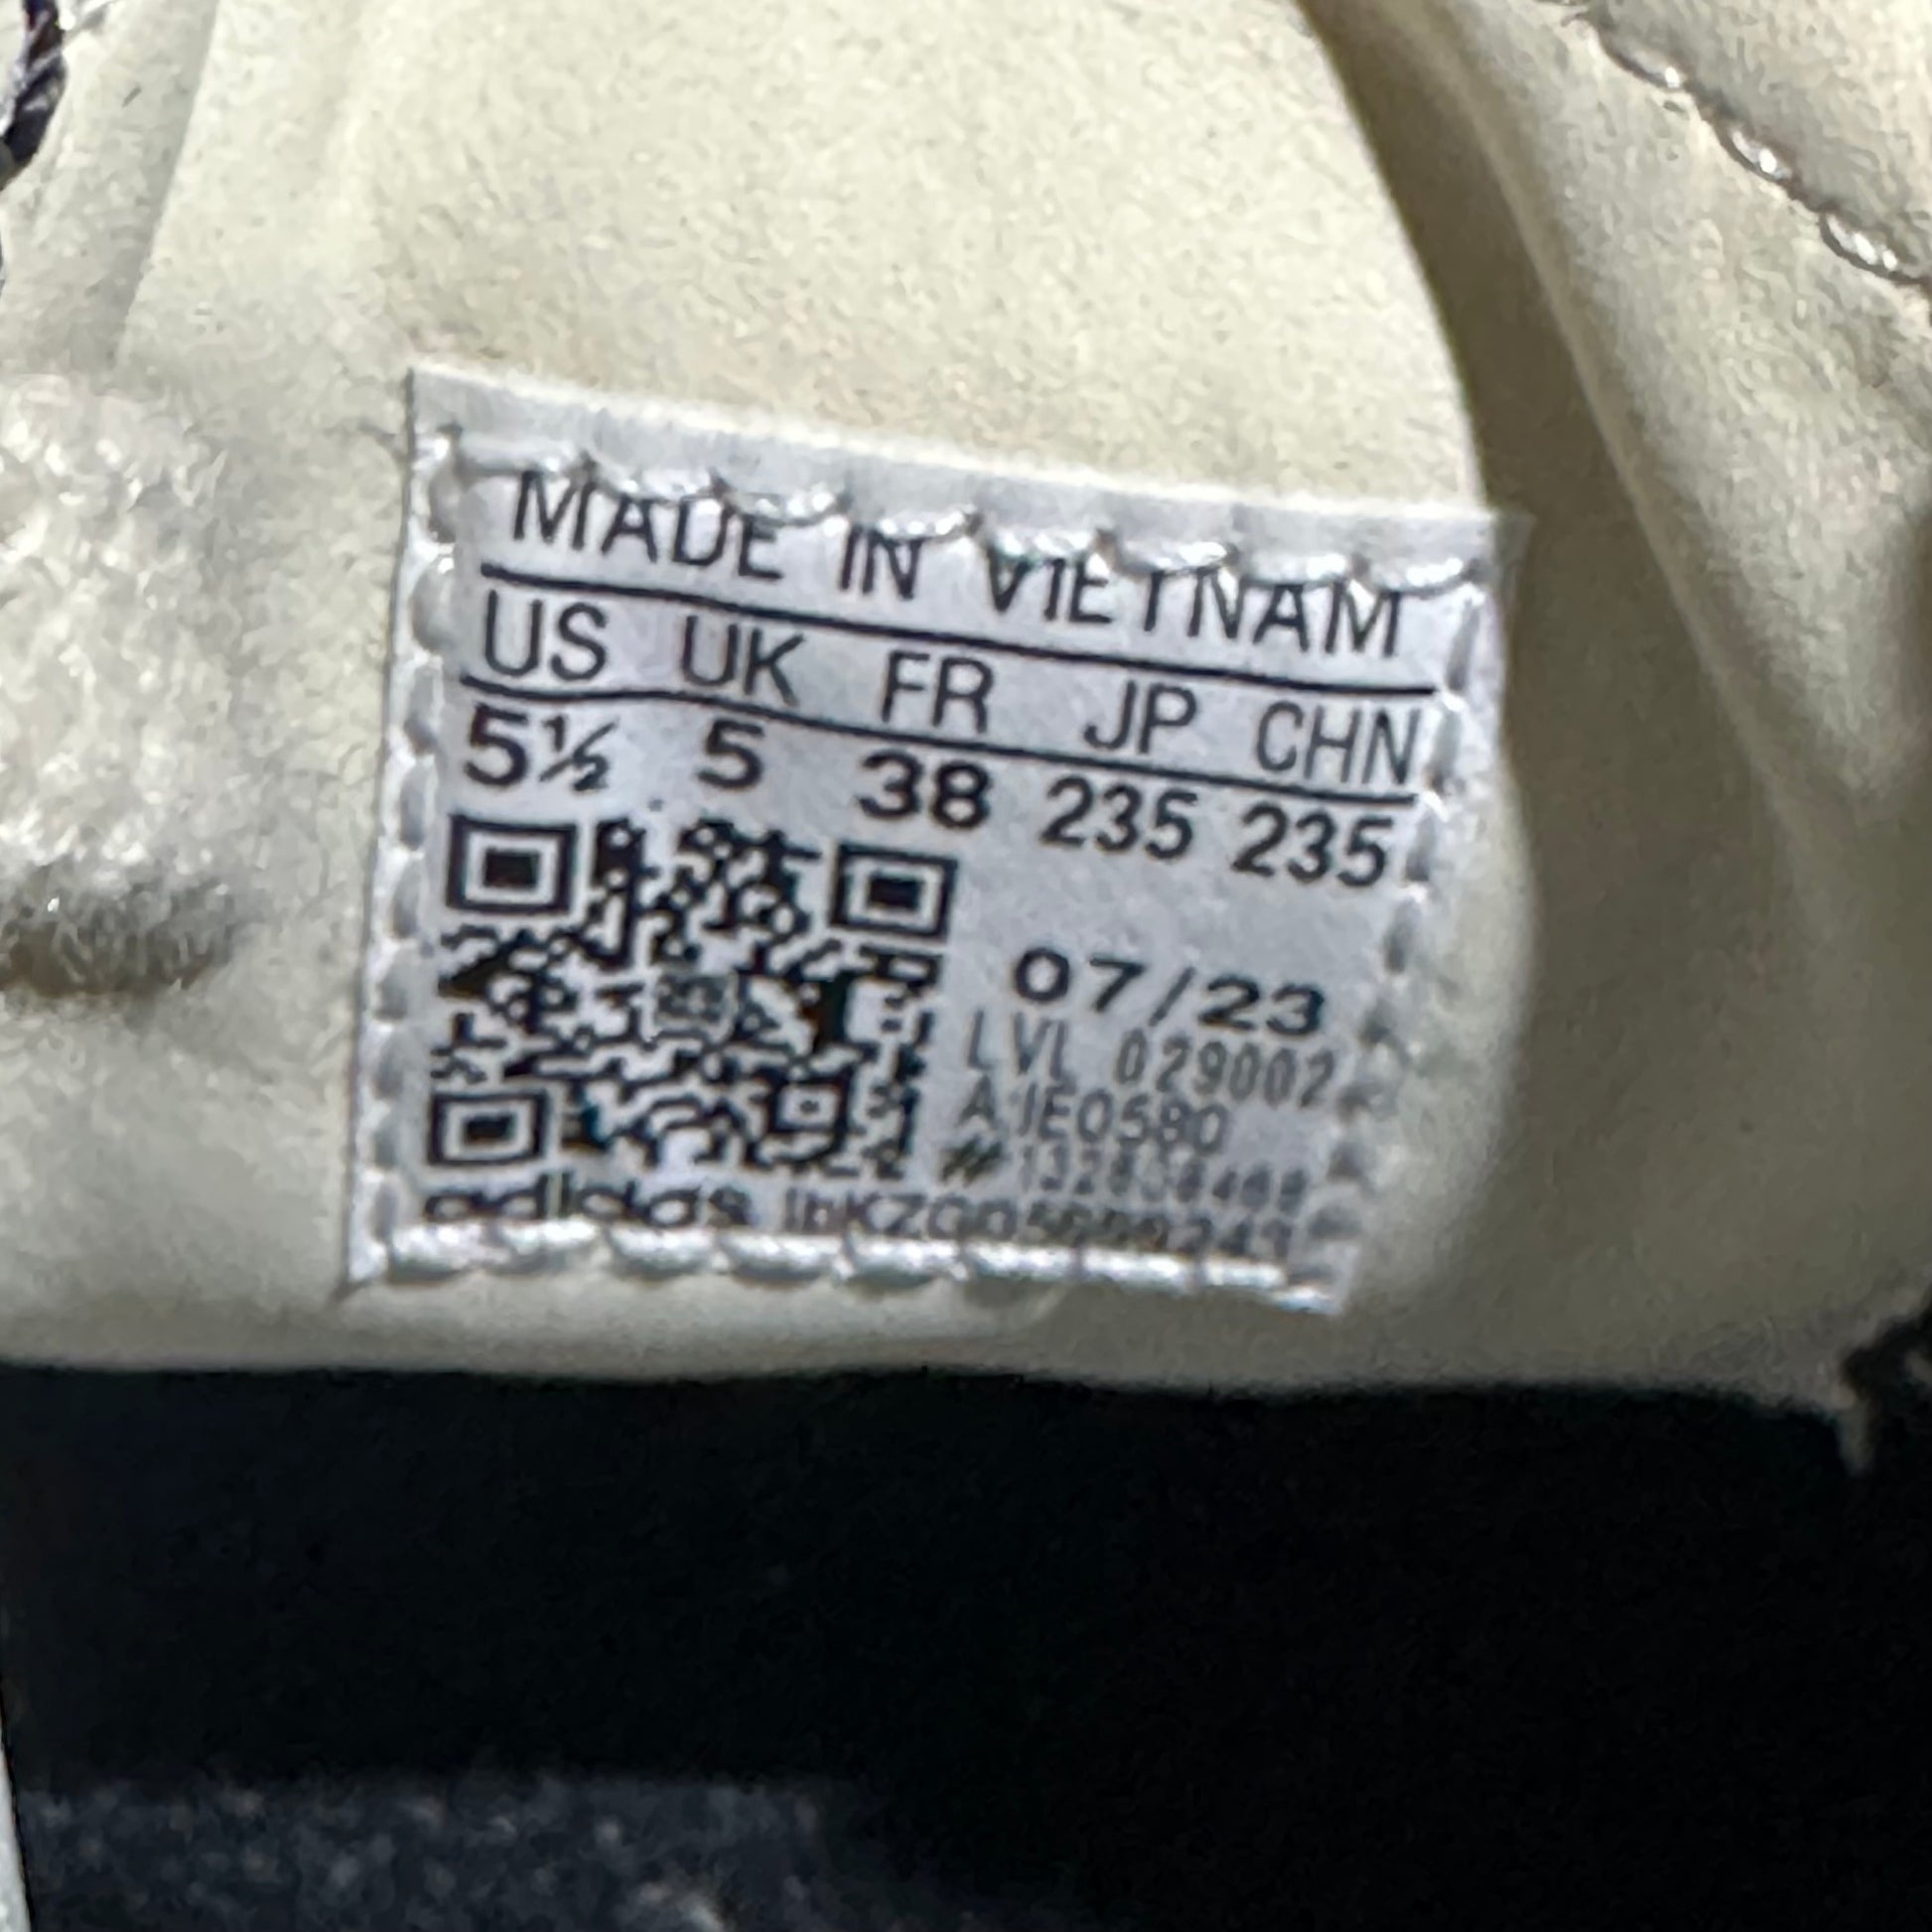 MADE IN VIETNAM
US UK FR JP CHN
5½ 5 38 235 235
07/23
LVL 029002
A IE0580
adidas